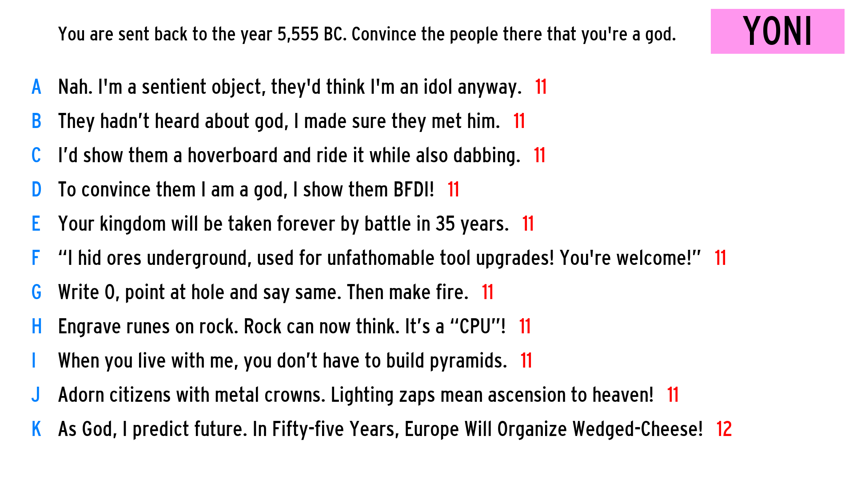 You are sent back to the year 5,555 BC. Convince the people there that you're a god.
YONI
A Nah. I'm a sentient object, they'd think I'm an idol anyway. 11
B They hadn’t heard about god, I made sure they met him. 11
C I’d show them a hoverboard and ride it while also dabbing. 11
D To convince them I am a god, I show them BFDI! 11
E Your kingdom will be taken forever by battle in 35 years. 11
F “I hid ores underground, used for unfathomable tool upgrades! You're welcome!” 11
G Write O, point at hole and say same. Then make fire. 11
H Engrave runes on rock. Rock can now think. It’s a “CPU”! 11
I When you live with me, you don’t have to build pyramids. 11
J Adorn citizens with metal crowns. Lighting zaps mean ascension to heaven! 11
K As God, I predict future. In Fifty-five Years, Europe Will Organize Wedged-Cheese! 12